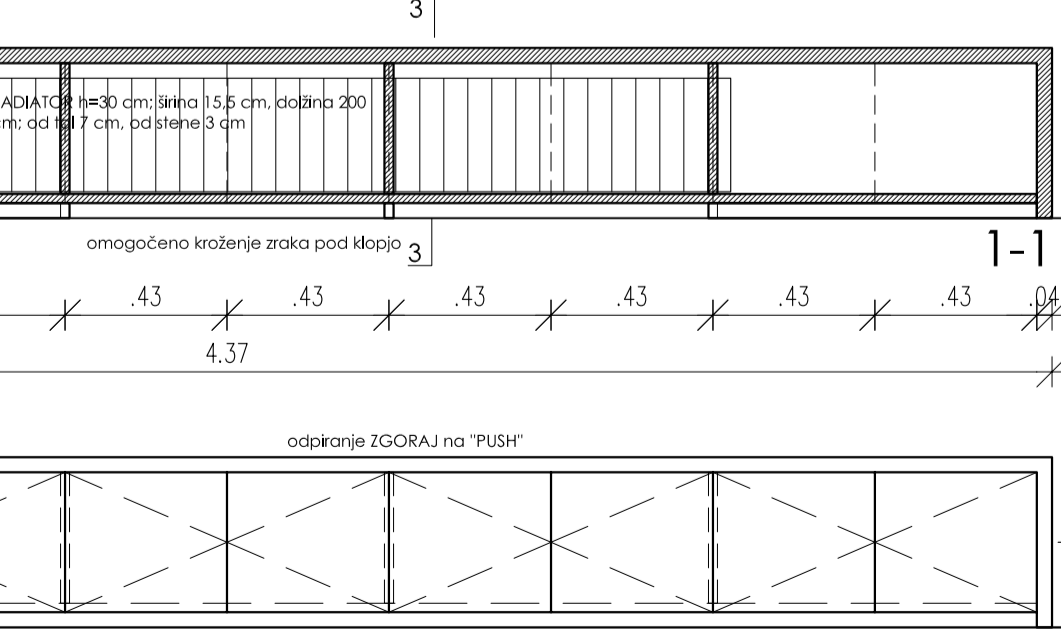 3
ADIATOR h=30 cm; širina 15,5 cm, dolžina 200
cm; od tal 7 cm, od stene 3 cm
omogočeno kroženje zraka pod klopjo
3
1-1
.43 .43 .43 .43 .43 .43 .04
4.37
odpiranje ZGORAJ na "PUSH"